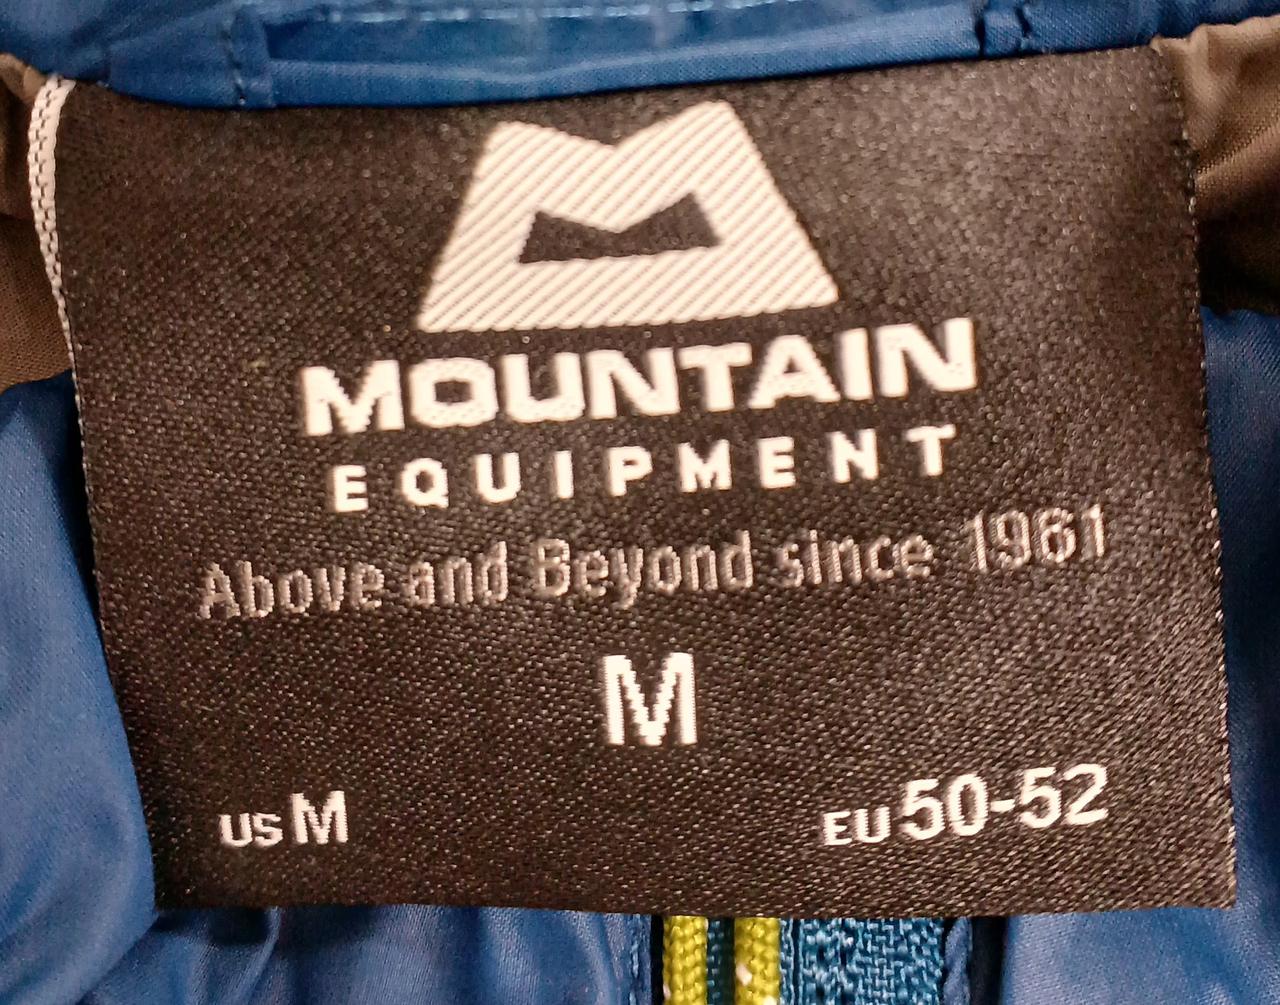 MOUNTAIN
EQUIPMENT
Above and Beyond since 1961
M
US M EU 50-52